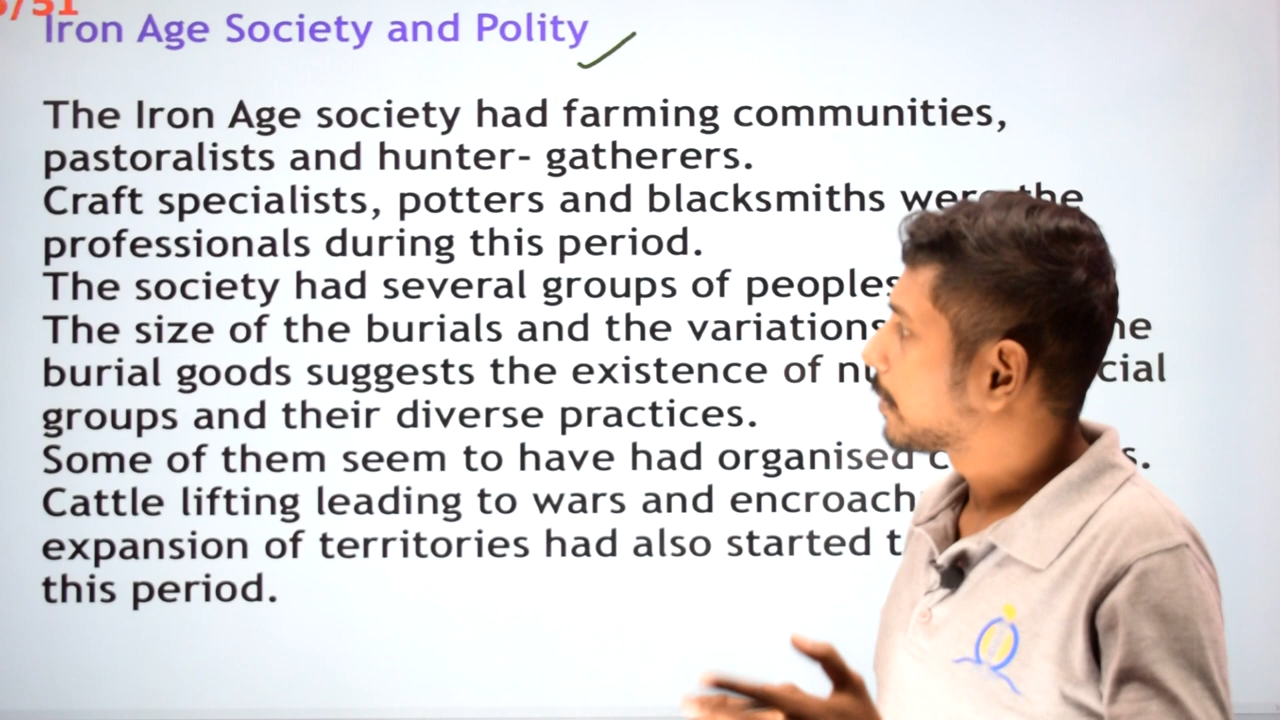 /51
Iron Age Society and Polity
The Iron Age society had farming communities,
pastoralists and hunter- gatherers.
Craft specialists, potters and blacksmiths were the
professionals during this period.
The society had several groups of peoples
The size of the burials and the variations
burial goods suggests the existence of
groups and their diverse practices.
Some of them seem to have had organised
Cattle lifting leading to wars and
expansion of territories had also started
this period.